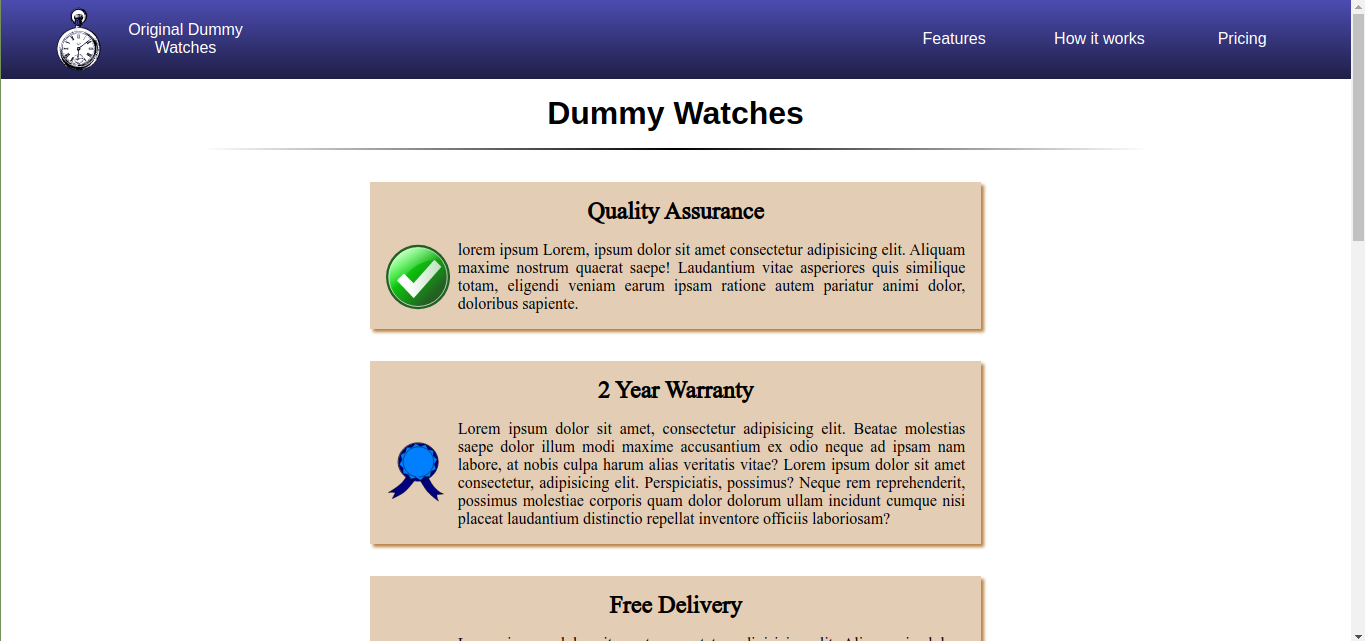 Original Dummy
Watches
Features
How it works
Pricing
Dummy Watches
Quality Assurance
lorem ipsum Lorem, ipsum dolor sit amet consectetur adipisicing elit. Aliquam
maxime nostrum quaerat saepe! Laudantium vitae asperiores quis similique
totam, eligendi veniam earum ipsam ratione autem pariatur animi dolor,
doloribus sapiente.
2 Year Warranty
Lorem ipsum dolor sit amet, consectetur adipisicing elit. Beatae molestias
saepe dolor illum modi maxime accusantium ex odio neque ad ipsam nam
labore, at nobis culpa harum alias veritatis vitae? Lorem ipsum dolor sit amet
consectetur, adipisicing elit. Perspiciatis, possimus? Neque rem reprehenderit,
possimus molestiae corporis quam dolor dolorum ullam incidunt cumque nisi
placeat laudantium distinctio repellat inventore officiis laboriosam?
Free Delivery